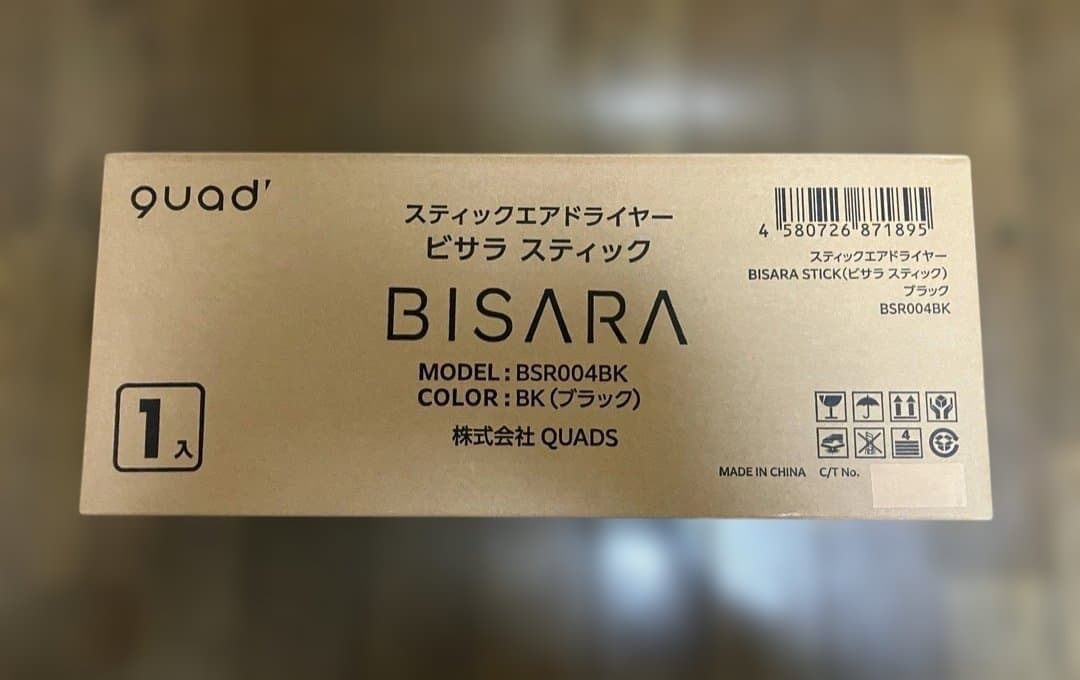 quad'
スティックエアドライヤー
ビサラ スティック
BISARA
MODEL : BSR004BK
COLOR : BK (ブラック)
株式会社 QUADS
1入
4 580726 871895
スティックエアドライヤー
BISARA STICK(ビサラ スティック)
ブラック
BSR004BK
4
MADE IN CHINA C/T No.